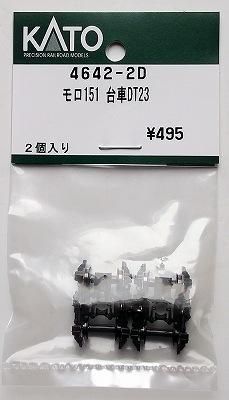 KATO
PRECISION RAILROAD MODELS
4642-2D
モロ151 台車DT23
¥495
2個入り